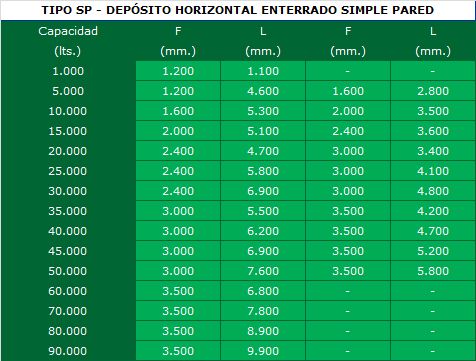 TIPO SP - DEPÓSITO HORIZONTAL ENTERRADO SIMPLE PARED
Capacidad F L F L
(lts.) (mm.) (mm.) (mm.) (mm.)
1.000 1.200 1.100 - -
5.000 1.200 4.600 1.600 2.800
10.000 1.600 5.300 2.000 3.500
15.000 2.000 5.100 2.400 3.600
20.000 2.400 4.700 3.000 3.400
25.000 2.400 5.800 3.000 4.100
30.000 2.400 6.900 3.000 4.800
35.000 3.000 5.500 3.500 4.200
40.000 3.000 6.200 3.500 4.700
45.000 3.000 6.900 3.500 5.200
50.000 3.000 7.600 3.500 5.800
60.000 3.500 6.800 - -
70.000 3.500 7.800 - -
80.000 3.500 8.900 - -
90.000 3.500 9.900 - -